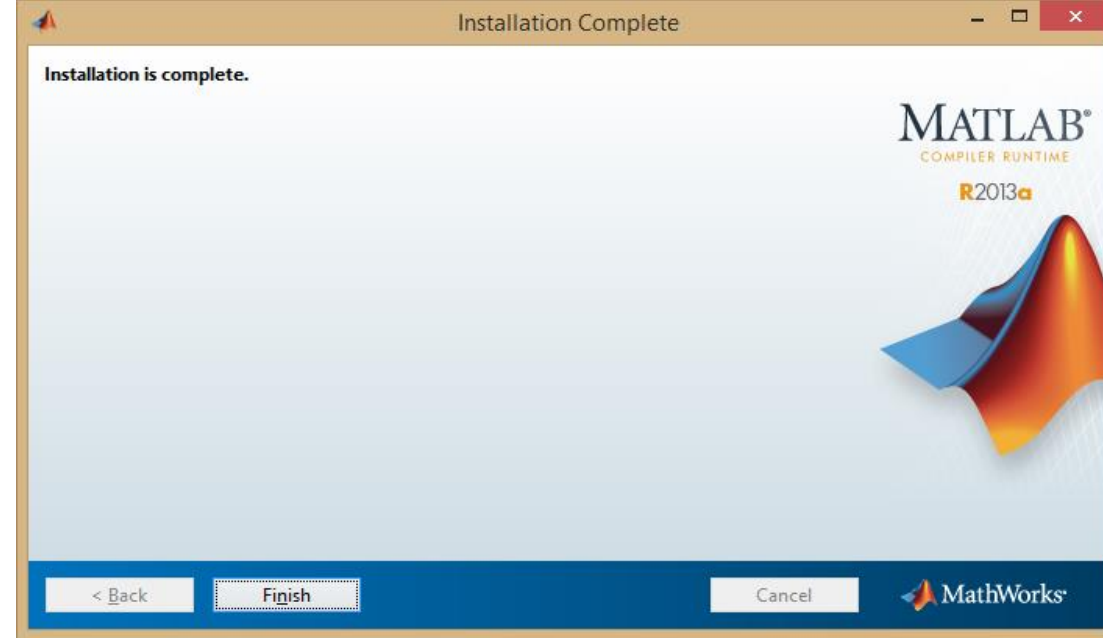 Installation Complete
Installation is complete.
MATLAB®
COMPILER RUNTIME
R2013a
< Back
Finish
Cancel
MathWorks®